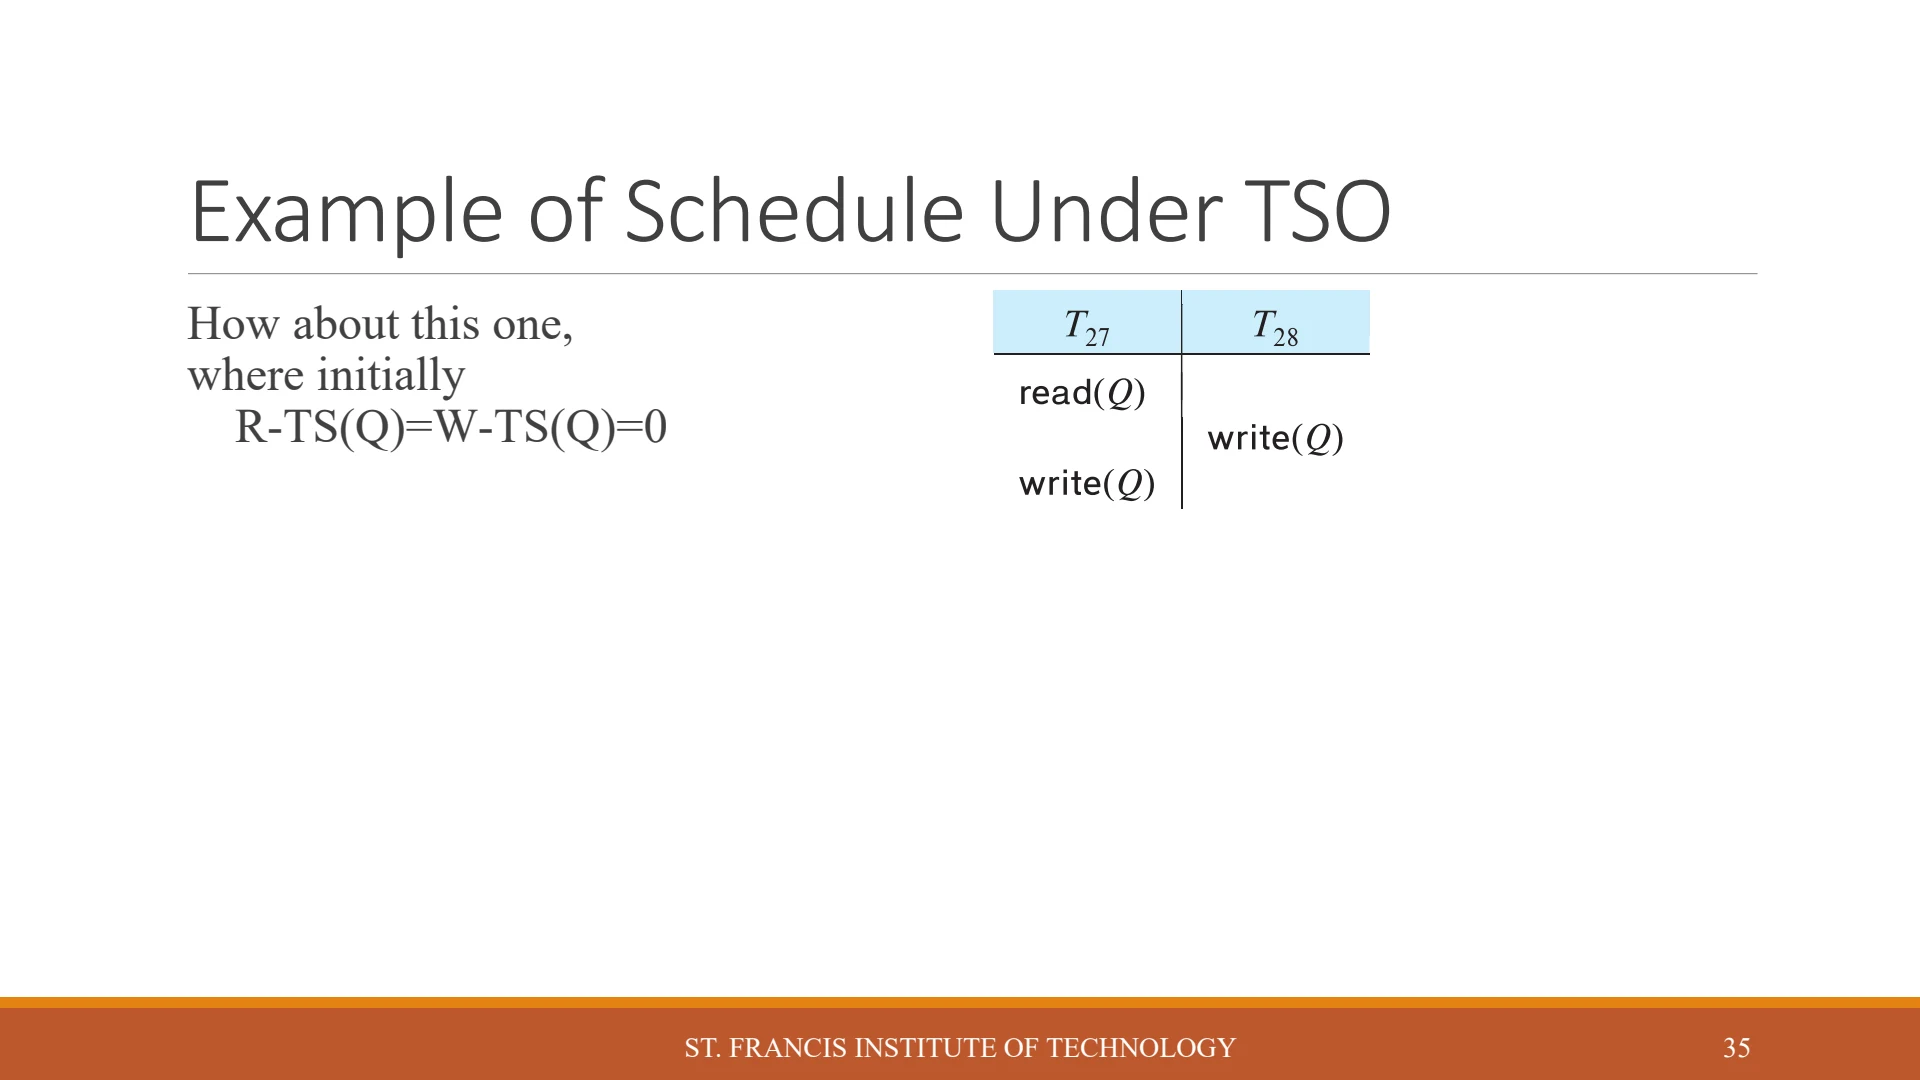 Example of Schedule Under TSO
How about this one,
where initially
R-TS(Q)=W-TS(Q)=0
T27 T28
read(Q)
write(Q)
write(Q)
ST. FRANCIS INSTITUTE OF TECHNOLOGY 35